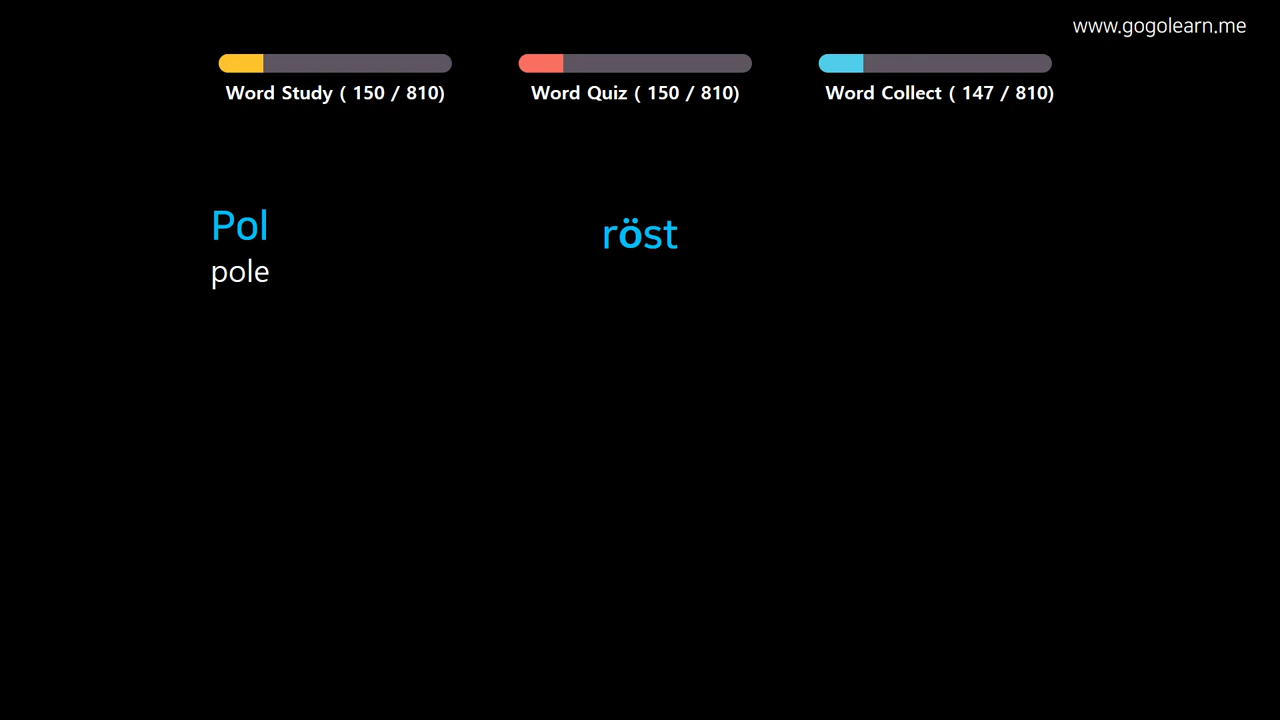 www.gogolearn.me
Word Study ( 150 / 810)
Word Quiz ( 150 / 810)
Word Collect ( 147 / 810)
Pol
pole
röst